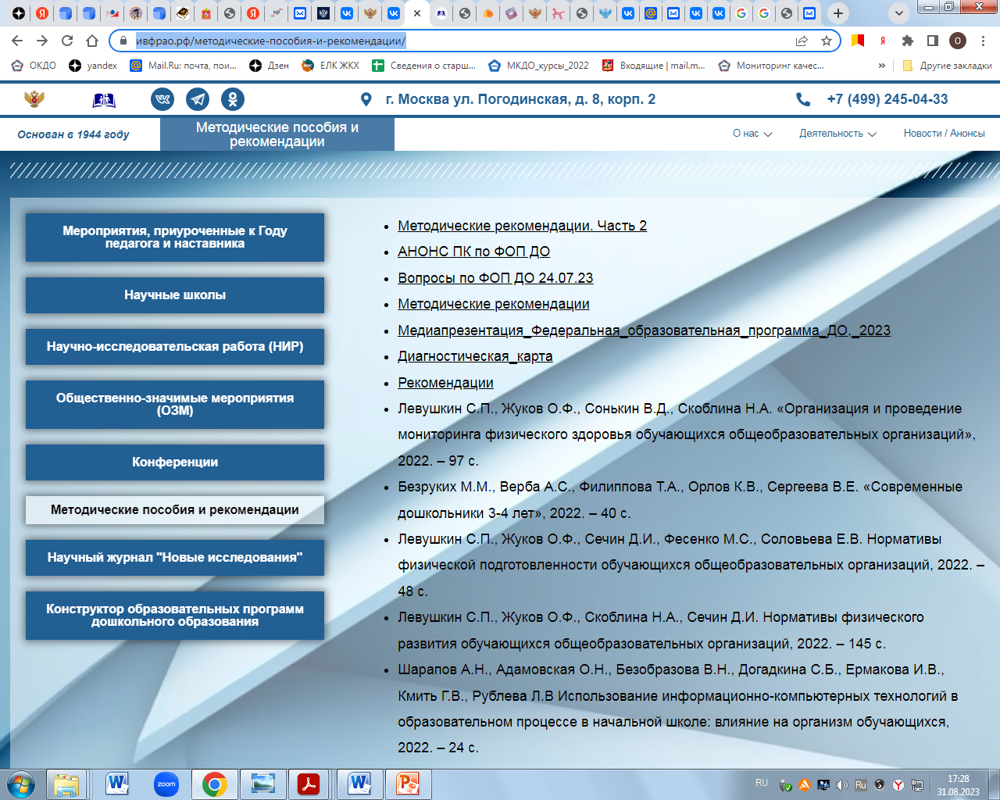 ивфрао.рф/методические-пособия-и-рекомендации/
ОКДО
yandex
Mail.Ru: почта, пои...
Дзен
ЕЛК ЖКХ
Сведения о старш...
МКДО_курсы_2022
Входящие | mail.m...
Мониторинг качес...
»
Другие закладки
г. Москва ул. Погодинская, д. 8, корп. 2
+7 (499) 245-04-33
Основан в 1944 году
Методические пособия и
рекомендации
О нас
Деятельность
Новости / Анонсы
Мероприятия, приуроченные к Году
педагога и наставника
Научные школы
Научно-исследовательская работа (НИР)
Общественно-значимые мероприятия
(ОЗМ)
Конференции
Методические пособия и рекомендации
Научный журнал "Новые исследования"
Конструктор образовательных программ
дошкольного образования
Методические рекомендации. Часть 2
АНОНС ПК по ФОП ДО
Вопросы по ФОП ДО 24.07.23
Методические рекомендации
Медиапрезентация_Федеральная_образовательная_программа_ДО,_2023
Диагностическая_карта
Рекомендации
Левушкин С.П., Жуков О.Ф., Сонькин В.Д., Скоблина Н.А. «Организация и проведение
мониторинга физического здоровья обучающихся общеобразовательных организаций»,
2022. – 97 с.
Безруких М.М., Верба А.С., Филиппова Т.А., Орлов К.В., Сергеева В.Е. «Современные
дошкольники 3-4 лет», 2022. – 40 с.
Левушкин С.П., Жуков О.Ф., Сечин Д.И., Фесенко М.С., Соловьева Е.В. Нормативы
физической подготовленности обучающихся общеобразовательных организаций, 2022. –
48 с.
Левушкин С.П., Жуков О.Ф., Скоблина Н.А., Сечин Д.И. Нормативы физического
развития обучающихся общеобразовательных организаций, 2022. – 145 с.
Шарапов А.Н., Адамовская О.Н., Безобразова В.Н., Догадкина С.Б., Ермакова И.В.,
Кмить Г.В., Рублева Л.В Использование информационно-компьютерных технологий в
образовательном процессе в начальной школе: влияние на организм обучающихся,
2022. – 24 с.
zoom
RU
Ru
17:28
31.08.2023